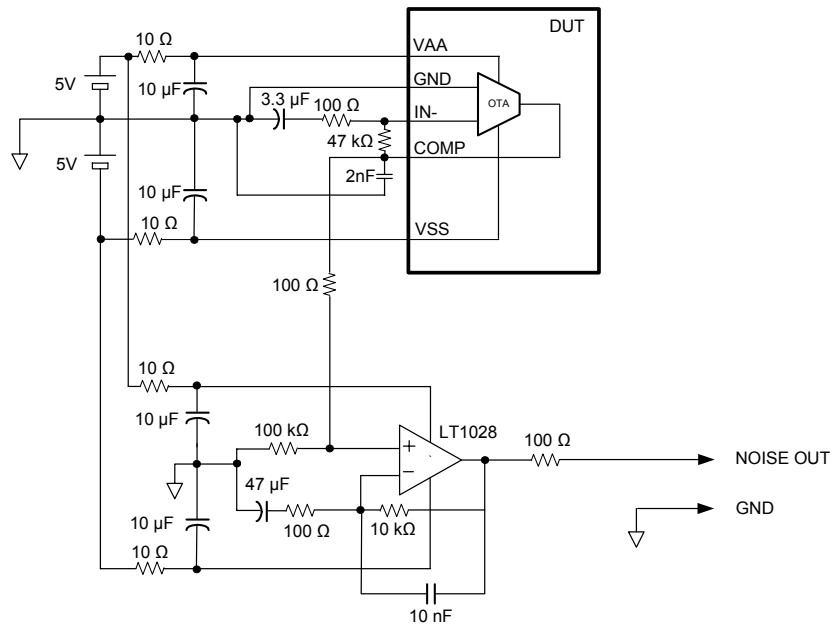 DUT
10 Ω
VAA
5V
10 µF
GND
3.3 µF
100 Ω
IN-
OTA
47 kΩ
COMP
5V
10 µF
2nF
10 Ω
VSS
100 Ω
10 Ω
10 µF
100 kΩ
LT1028
+
−
100 Ω
NOISE OUT
47 µF
100 Ω
10 kΩ
GND
10 µF
10 Ω
10 nF